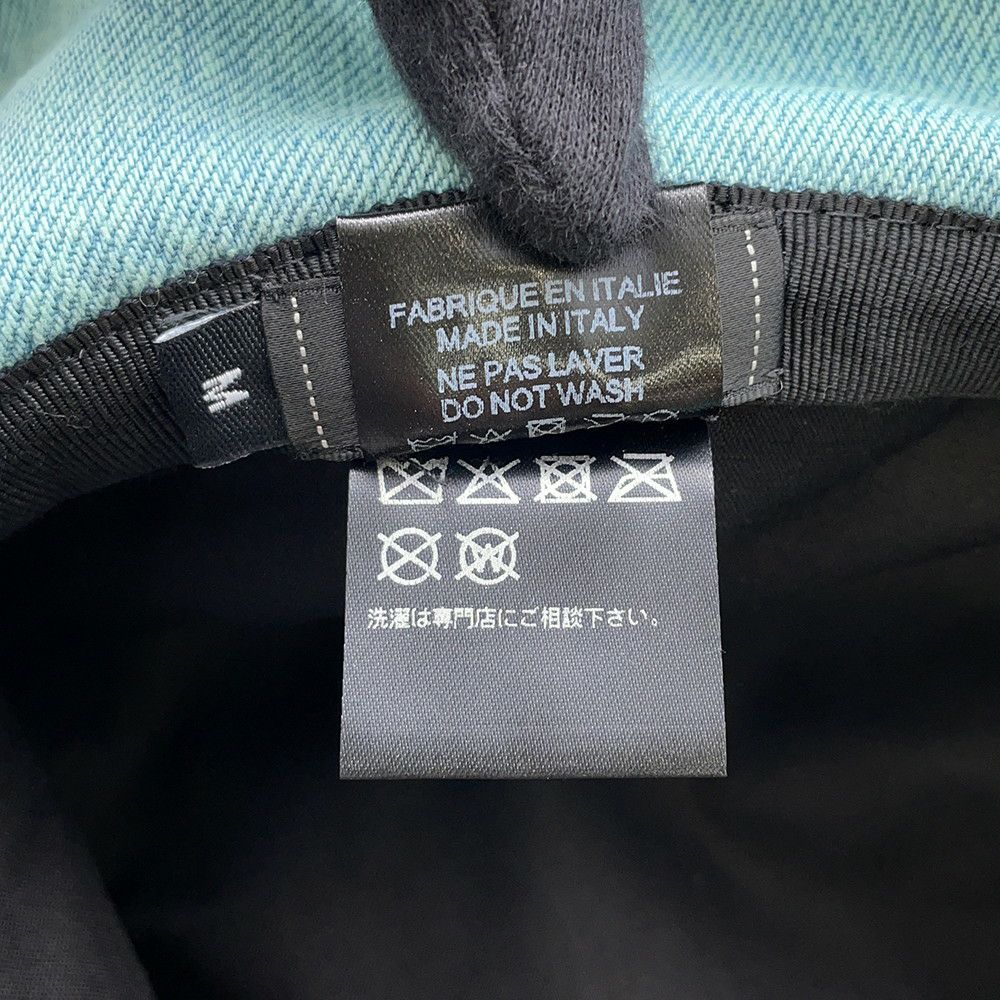 FABRIQUE EN ITALIE
MADE IN ITALY
NE PAS LAVER
DO NOT WASH
M
W
洗濯は専門店にご相談下さい。